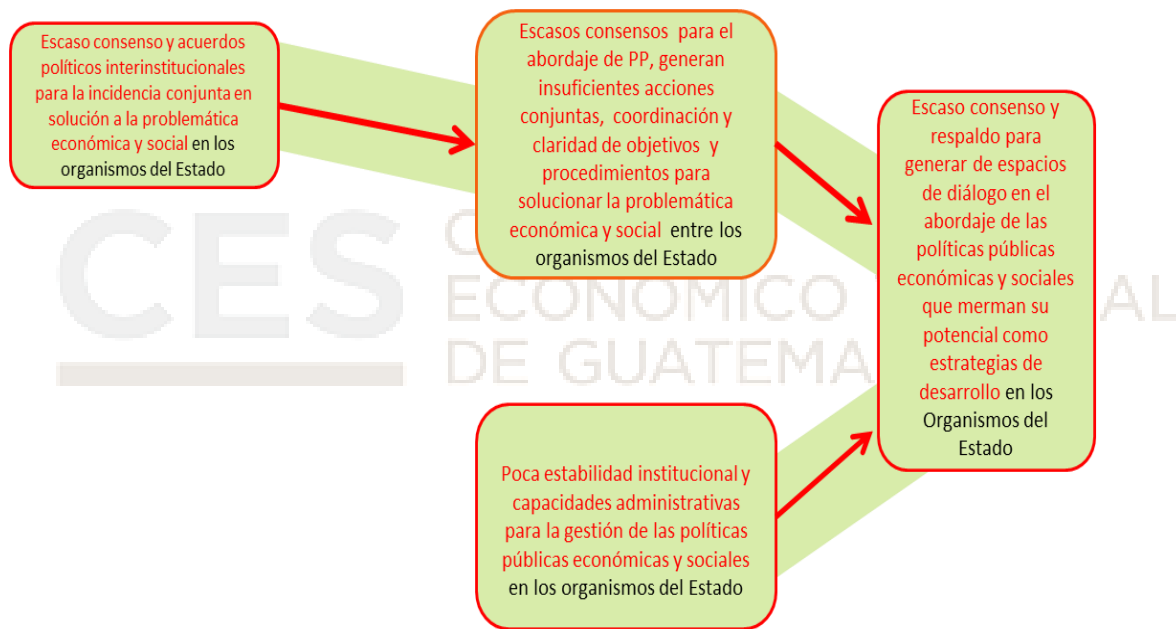 Escaso consenso y acuerdos
políticos interinstitucionales
para la incidencia conjunta en
solución a la problemática
económica y social en los
organismos del Estado
Escasos consensos para el
abordaje de PP, generan
insuficientes acciones
conjuntas, coordinación y
claridad de objetivos y
procedimientos para
solucionar la problemática
económica y social entre los
organismos del Estado
Escaso consenso y
respaldo para
generar de espacios
de diálogo en el
abordaje de las
políticas públicas
económicas y sociales
que merman su
potencial como
estrategias de
desarrollo en los
Organismos del
Estado
Poca estabilidad institucional y
capacidades administrativas
para la gestión de las políticas
públicas económicas y sociales
en los organismos del Estado
CES
ECONÓMICO
DE GUATEMA